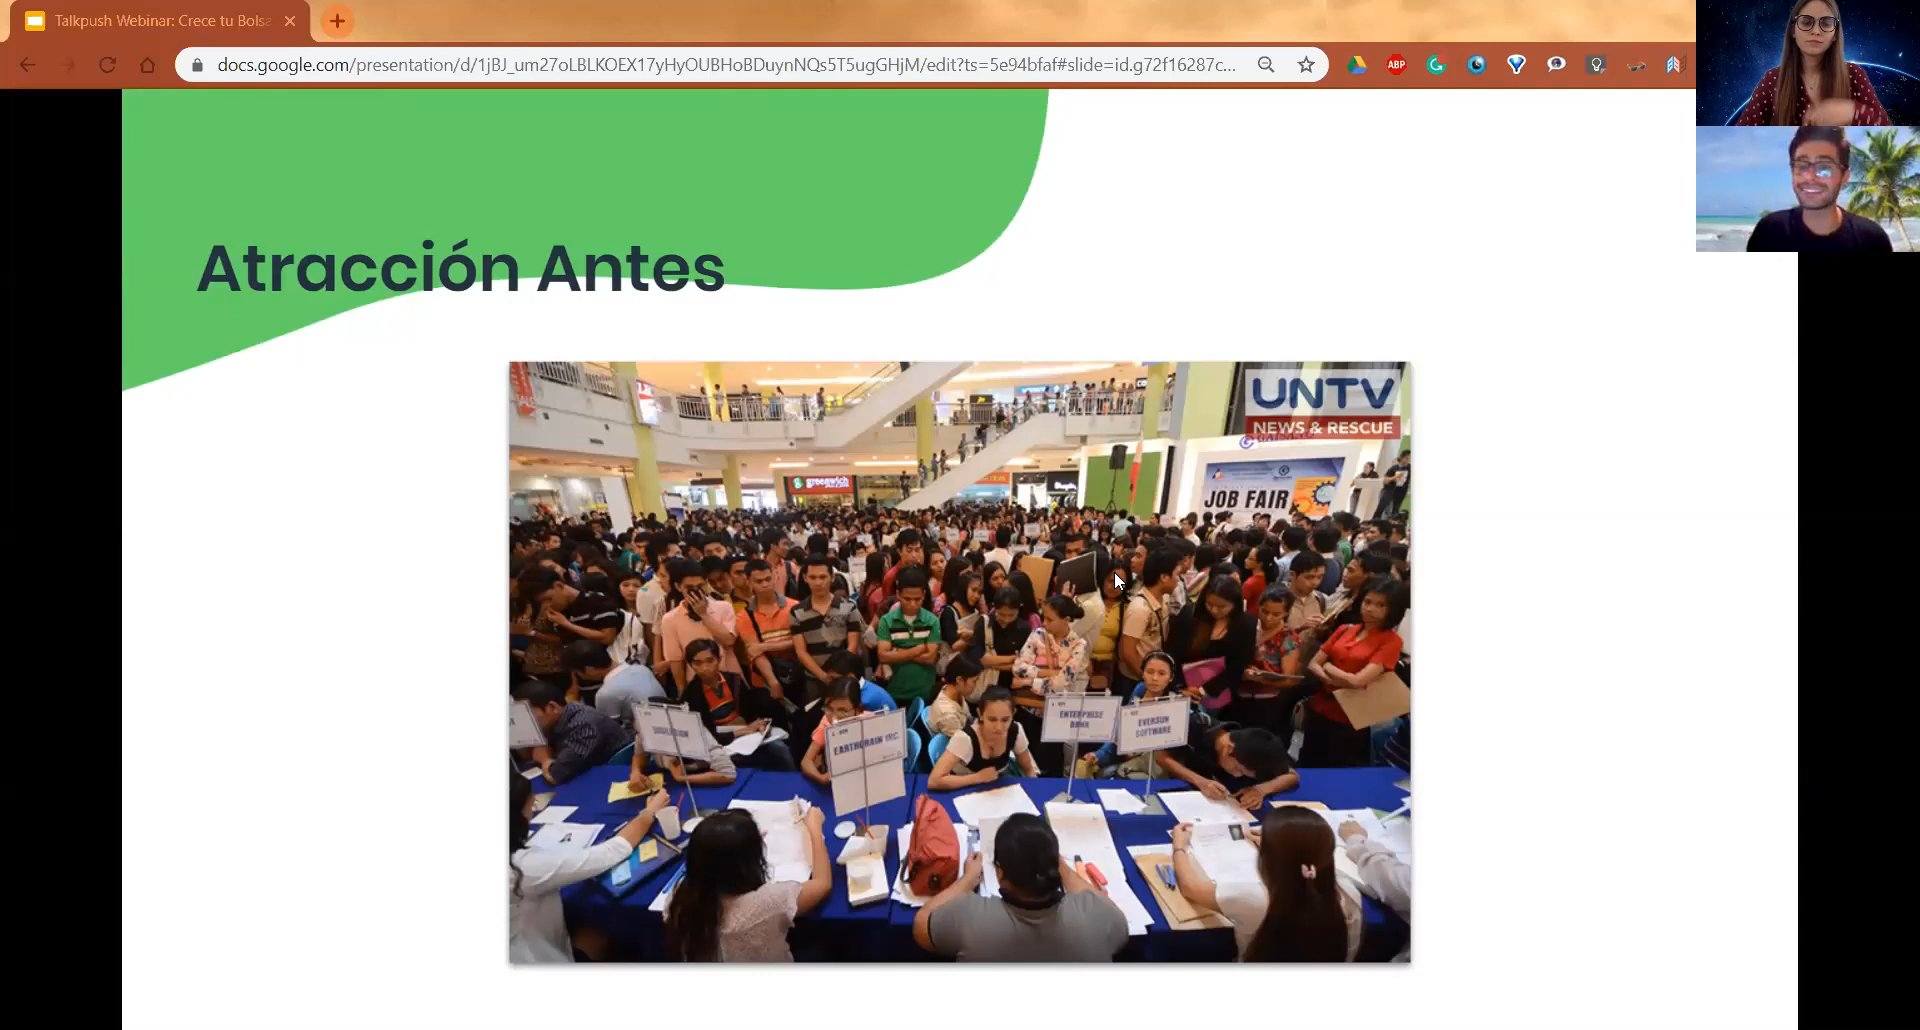 Talkpush Webinar: Crece tu Bolsa
docs.google.com/presentation/d/1jBJ_um27oLBLKOEX17yHyOUBHoBDuynNQs5T5ugGHjM/edit?ts=5e94bfaf#slide=id.g72f16287c...
ABP
Atracción Antes
UNTV
NEWS & RESCUE
greenwich
JOB FAIR
EARTHGRAIN INC.
ENTERPRISE
BANK
EVERSUN
SOFTWARE